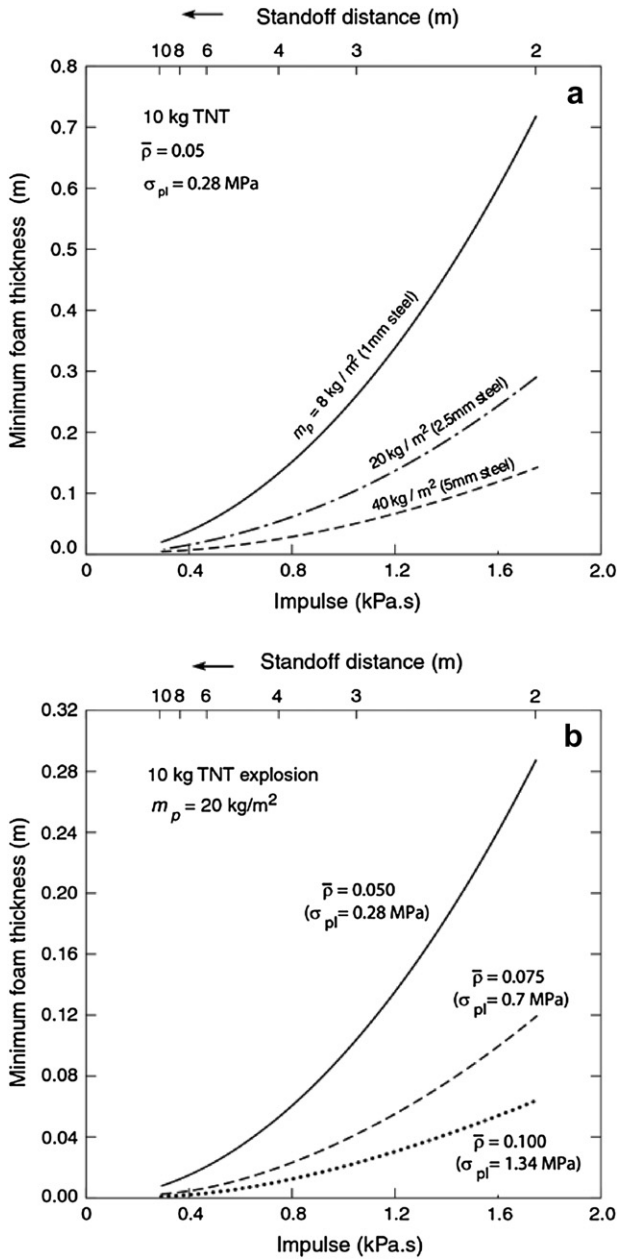 ← Standoff distance (m)
10 8 6 4 3 2
a
0.8
0.7
0.6
0.5
0.4
0.3
0.2
0.1
0.0
Minimum foam thickness (m)
10 kg TNT
ρ̄ = 0.05
σ pl = 0.28 MPa
m p = 8 kg / m² (1mm steel)
20 kg / m² (2.5mm steel)
40 kg / m² (5mm steel)
0 0.4 0.8 1.2 1.6 2.0
Impulse (kPa.s)
← Standoff distance (m)
10 8 6 4 3 2
b
0.32
0.28
0.24
0.20
0.16
0.12
0.08
0.04
0.00
Minimum foam thickness (m)
10 kg TNT explosion
m p = 20 kg/m²
ρ̄ = 0.050
(σ pl = 0.28 MPa)
ρ̄ = 0.075
(σ pl = 0.7 MPa)
ρ̄ = 0.100
(σ pl = 1.34 MPa)
0 0.4 0.8 1.2 1.6 2.0
Impulse (kPa.s)